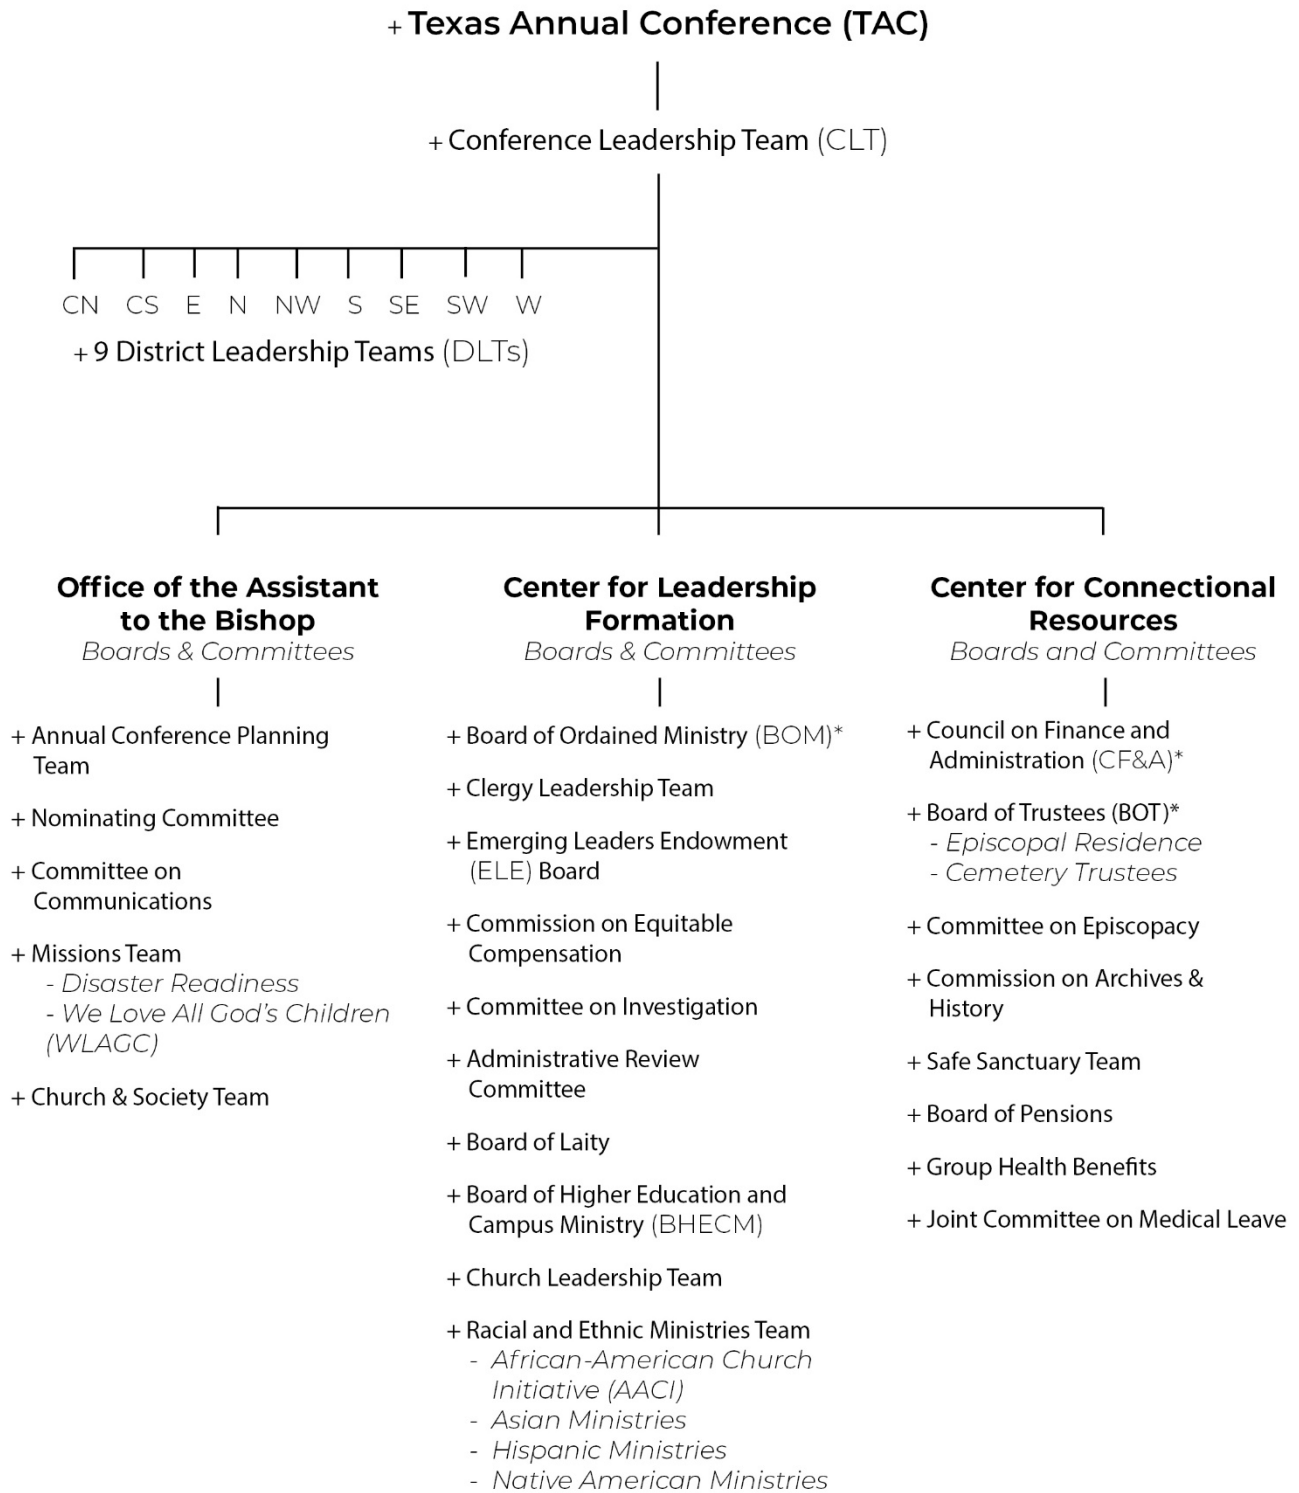 + Texas Annual Conference (TAC)
+ Conference Leadership Team (CLT)
CN CS E N NW S SE SW W
+ 9 District Leadership Teams (DLTs)
Office of the Assistant
to the Bishop
Boards & Committees
+ Annual Conference Planning
Team
+ Nominating Committee
+ Committee on
Communications
+ Missions Team
- Disaster Readiness
- We Love All God's Children
(WLAGC)
+ Church & Society Team
Center for Leadership
Formation
Boards & Committees
+ Board of Ordained Ministry (BOM)*
+ Clergy Leadership Team
+ Emerging Leaders Endowment
(ELE) Board
+ Commission on Equitable
Compensation
+ Committee on Investigation
+ Administrative Review
Committee
+ Board of Laity
+ Board of Higher Education and
Campus Ministry (BHECM)
+ Church Leadership Team
+ Racial and Ethnic Ministries Team
- African-American Church
Initiative (AACI)
- Asian Ministries
- Hispanic Ministries
- Native American Ministries
Center for Connectional
Resources
Boards and Committees
+ Council on Finance and
Administration (CF&A)*
+ Board of Trustees (BOT)*
- Episcopal Residence
- Cemetery Trustees
+ Committee on Episcopacy
+ Commission on Archives &
History
+ Safe Sanctuary Team
+ Board of Pensions
+ Group Health Benefits
+ Joint Committee on Medical Leave